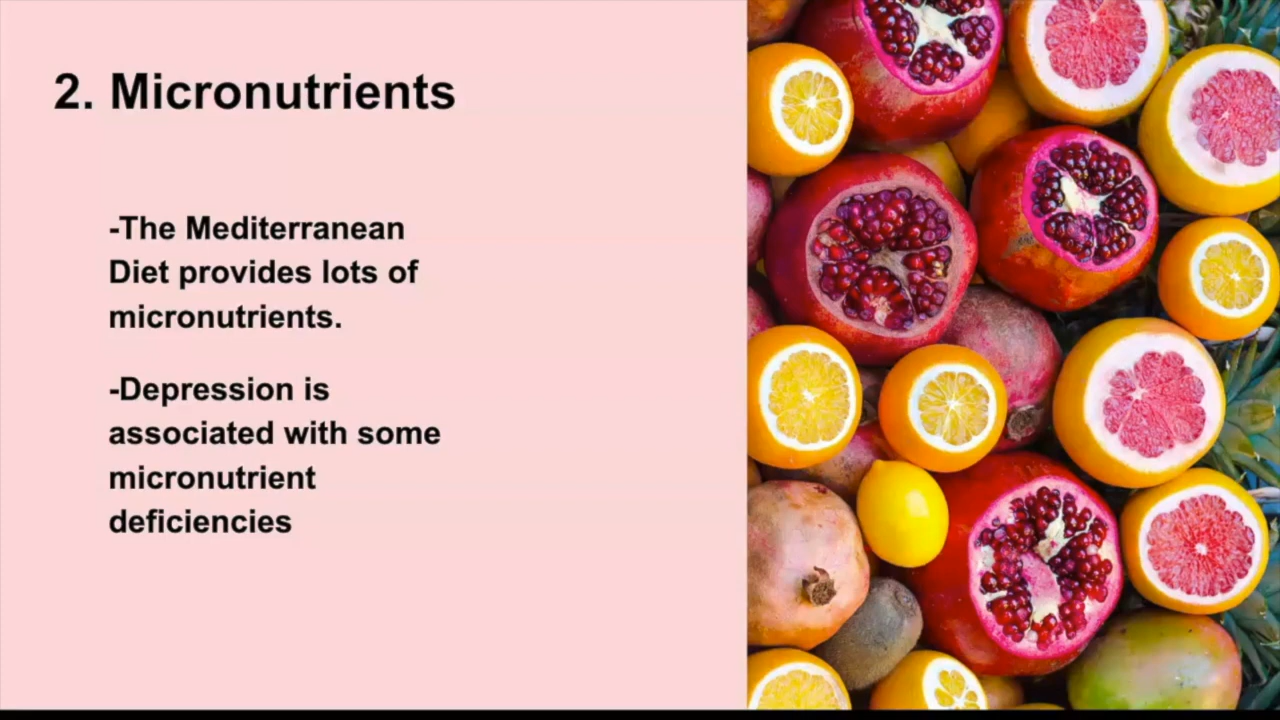 2. Micronutrients
-The Mediterranean
Diet provides lots of
micronutrients.
-Depression is
associated with some
micronutrient
deficiencies